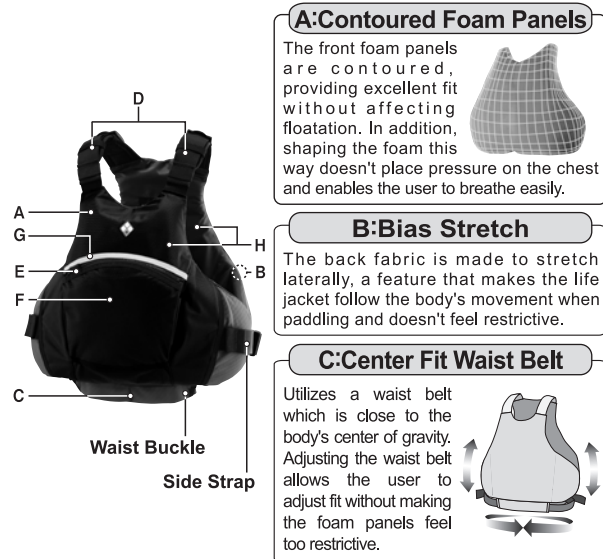 D
A
G
E
F
C
H
B
Waist Buckle
Side Strap
A:Contoured Foam Panels
The front foam panels
are contoured,
providing excellent fit
without affecting
floatation. In addition,
shaping the foam this
way doesn't place pressure on the chest
and enables the user to breathe easily.
B:Bias Stretch
The back fabric is made to stretch
laterally, a feature that makes the life
jacket follow the body's movement when
paddling and doesn't feel restrictive.
C:Center Fit Waist Belt
Utilizes a waist belt
which is close to the
body's center of gravity.
Adjusting the waist belt
allows the user to
adjust fit without making
the foam panels feel
too restrictive.